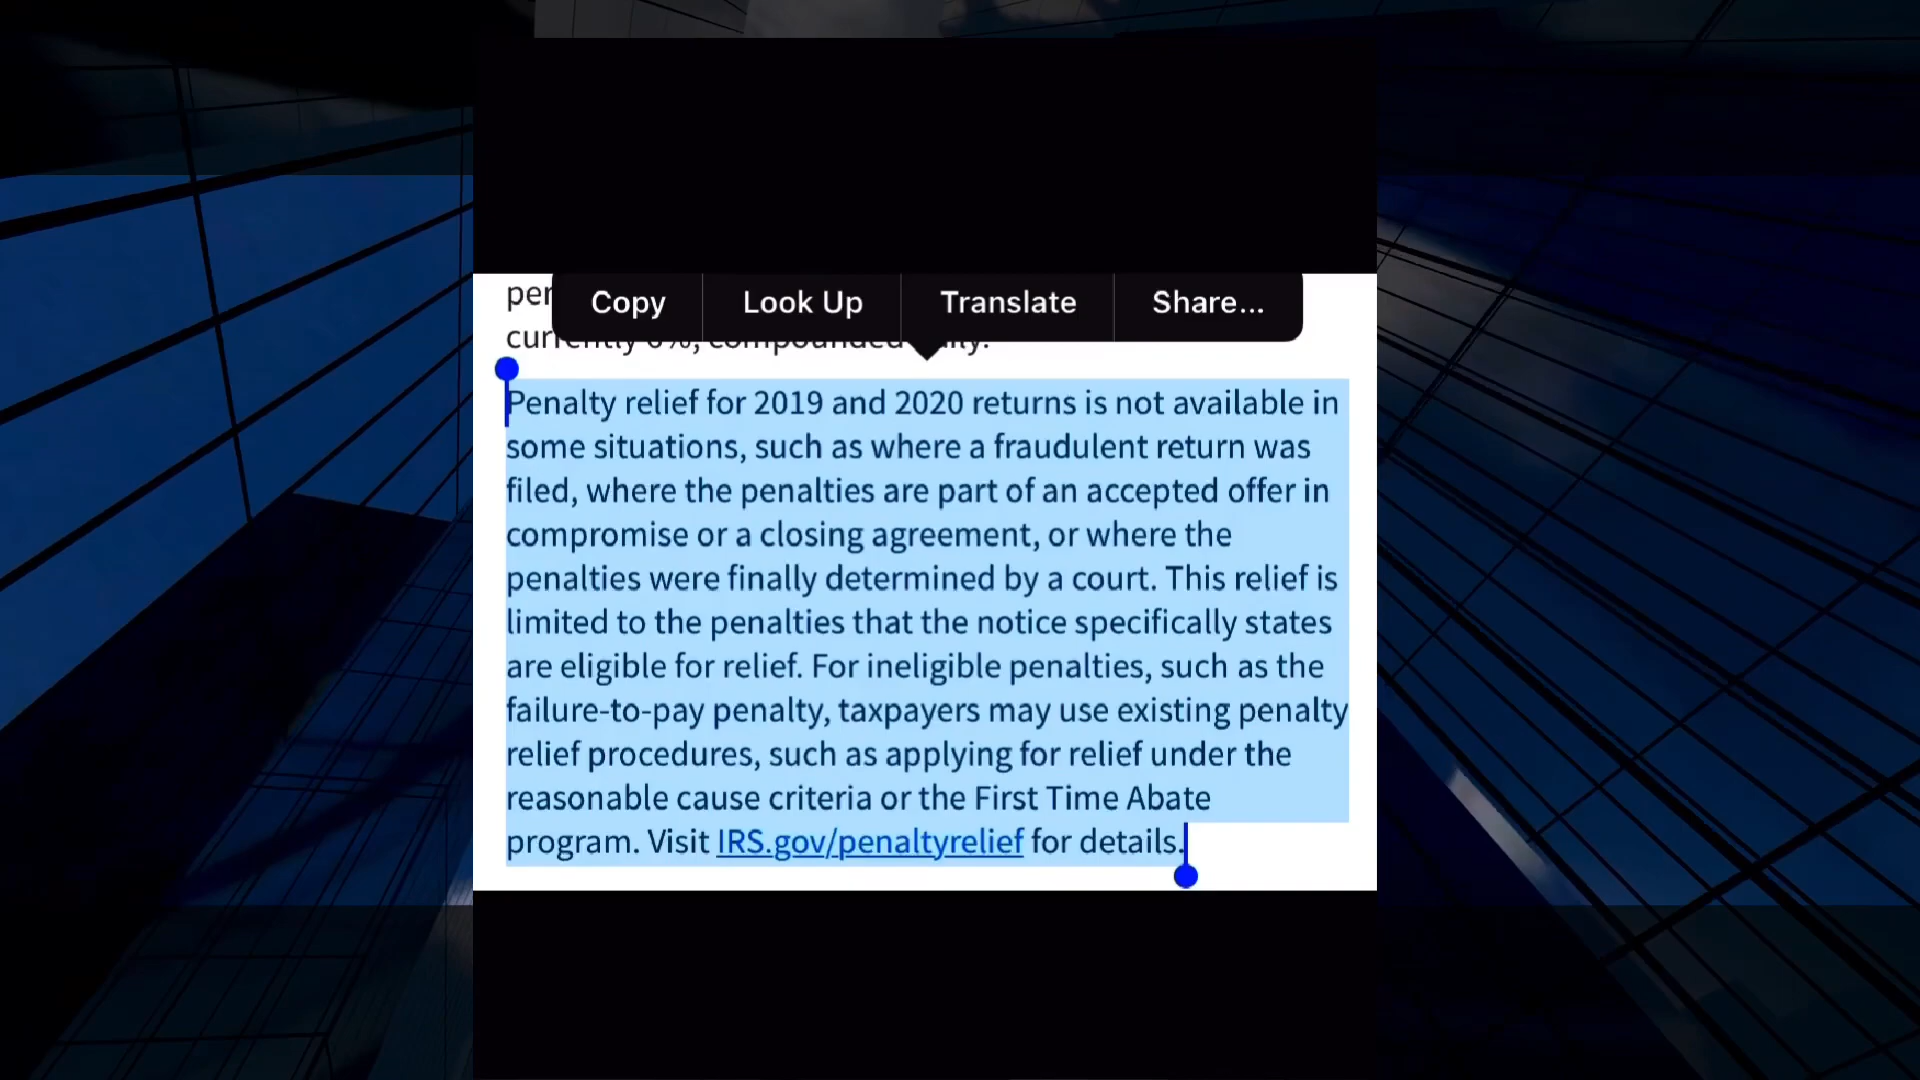 Copy Look Up Translate Share...
Penalty relief for 2019 and 2020 returns is not available in
some situations, such as where a fraudulent return was
filed, where the penalties are part of an accepted offer in
compromise or a closing agreement, or where the
penalties were finally determined by a court. This relief is
limited to the penalties that the notice specifically states
are eligible for relief. For ineligible penalties, such as the
failure-to-pay penalty, taxpayers may use existing penalty
relief procedures, such as applying for relief under the
reasonable cause criteria or the First Time Abate
program. Visit IRS.gov/penaltyrelief for details.